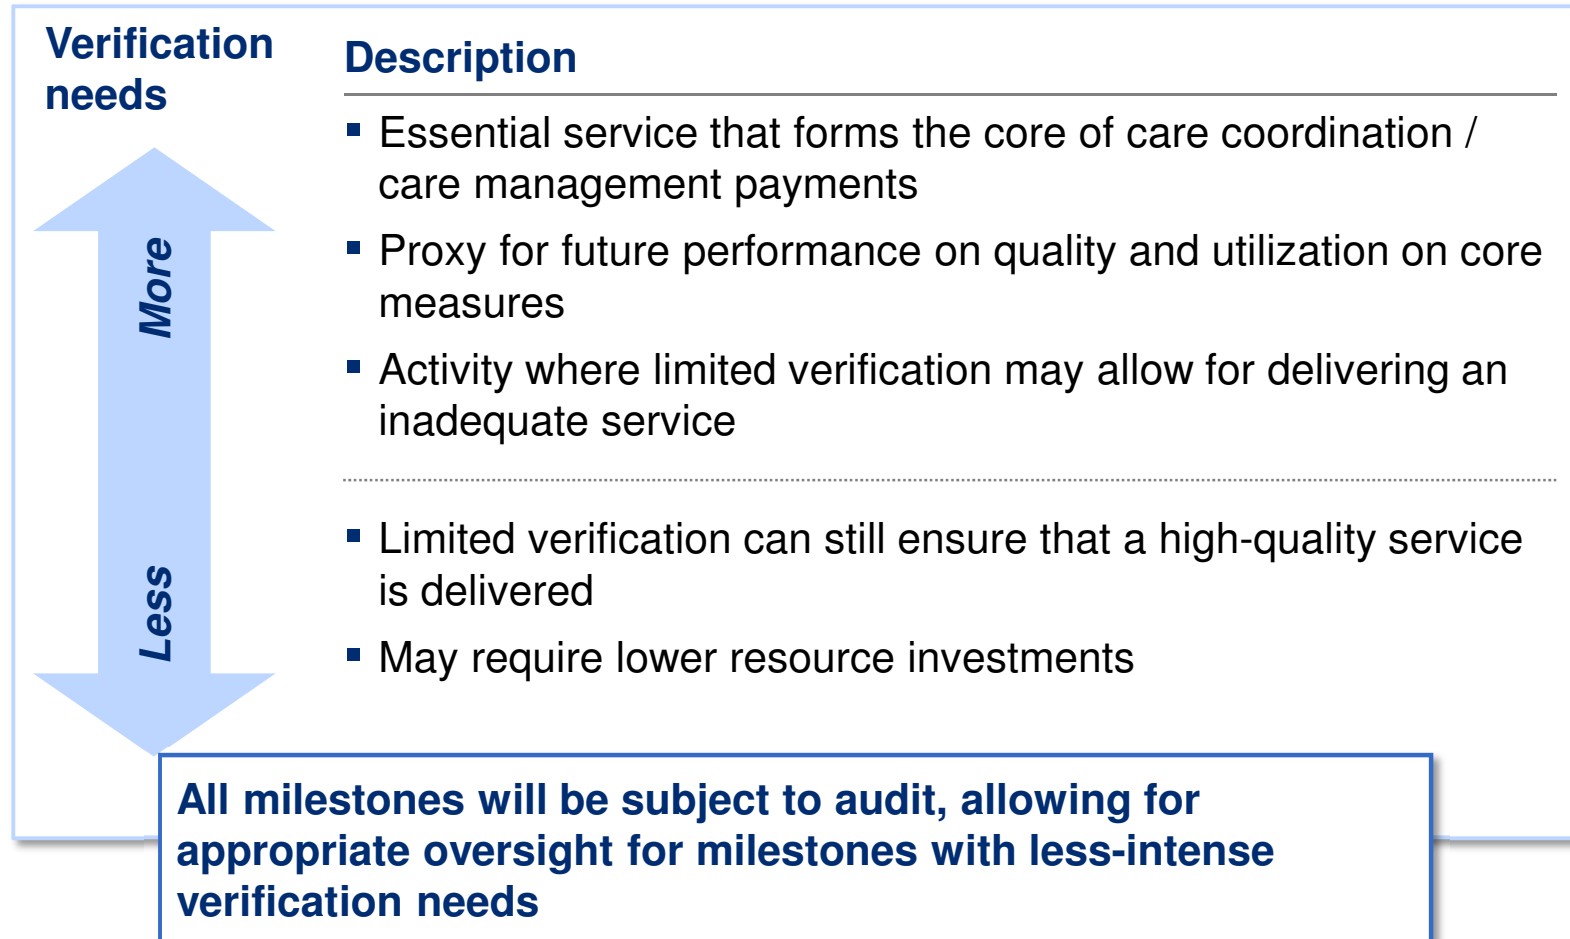 Verification
needs
Description
More
▪ Essential service that forms the core of care coordination /
care management payments
▪ Proxy for future performance on quality and utilization on core
measures
▪ Activity where limited verification may allow for delivering an
inadequate service
Less
▪ Limited verification can still ensure that a high-quality service
is delivered
▪ May require lower resource investments
All milestones will be subject to audit, allowing for
appropriate oversight for milestones with less-intense
verification needs